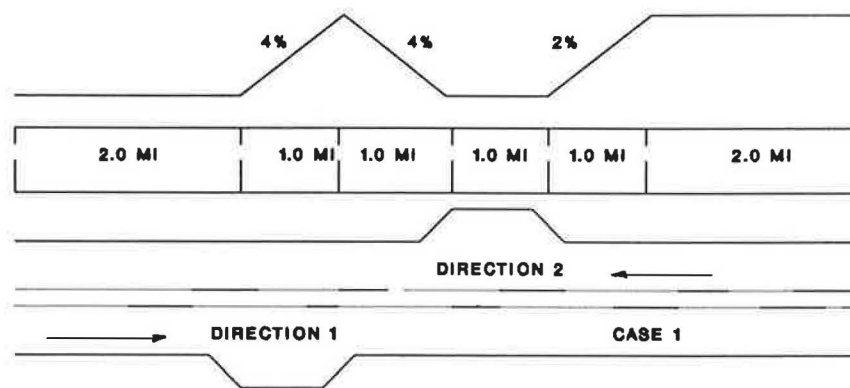 4% 4% 2%
2.0 MI 1.0 MI 1.0 MI 1.0 MI 1.0 MI 2.0 MI
DIRECTION 2
DIRECTION 1 CASE 1